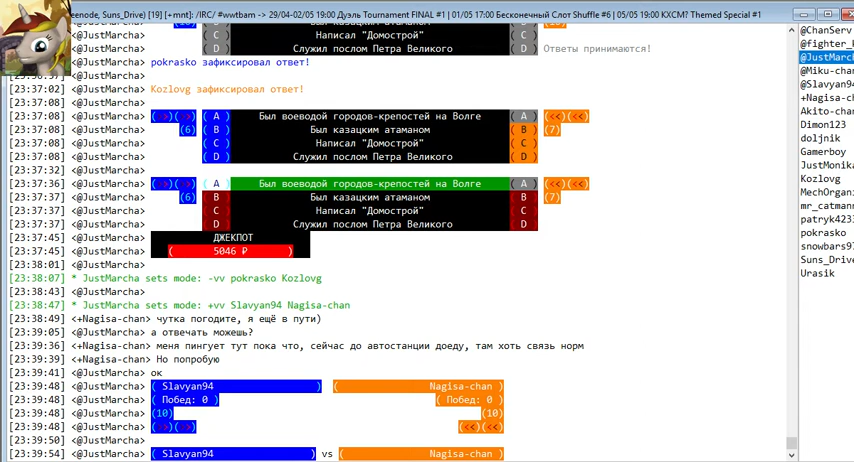 eenode, Suns_Drive) [19] [+mt]: /IRC/ #wwtbam -> 29/04-02/05 19:00 Дуэль Tournament FINAL #1 | 01/05 17:00 Бесконечный Слот Shuffle #6 | 05/05 19:00 КХСМ? Themed Special #1
<@JustMarcha>
<@JustMarcha> C Написал "Домострой" ( C )
<@JustMarcha> D Служил послом Петра Великого ( D ) Ответы принимаются!
<@JustMarcha> pokrasko зафиксировал ответ!
<@JustMarcha>
[23:37:02] <@JustMarcha> Kozlovg зафиксировал ответ!
[23:37:08] <@JustMarcha>
[23:37:08] <@JustMarcha> (>>)(>>) ( A ) Был воеводой городов-крепостей на Волге ( A ) (<<)(<<)
[23:37:08] <@JustMarcha> (6) ( B ) Был казацким атаманом ( B ) (7)
[23:37:08] <@JustMarcha> ( C ) Написал "Домострой" ( C )
[23:37:08] <@JustMarcha> ( D ) Служил послом Петра Великого ( D )
[23:37:32] <@JustMarcha>
[23:37:36] <@JustMarcha> (>>)(>>) ( A ) Был воеводой городов-крепостей на Волге ( A ) (<<)(<<)
[23:37:37] <@JustMarcha> (6) B Был казацким атаманом B (7)
[23:37:37] <@JustMarcha> C Написал "Домострой" C
[23:37:37] <@JustMarcha> D Служил послом Петра Великого D
[23:37:45] <@JustMarcha> ДЖЕКПОТ
[23:37:45] <@JustMarcha> ( 5046 ₽ )
[23:38:01] <@JustMarcha>
[23:38:07] * JustMarcha sets mode: -vv pokrasko Kozlovg
[23:38:43] <@JustMarcha>
[23:38:47] * JustMarcha sets mode: +vv Slavyan94 Nagisa-chan
[23:38:49] <+Nagisa-chan> чутка погодите, я ещё в пути)
[23:39:05] <@JustMarcha> а отвечать можешь?
[23:39:36] <+Nagisa-chan> меня пингует тут пока что, сейчас до автостанции доеду, там хоть связь норм
[23:39:39] <+Nagisa-chan> Но попробую
[23:39:41] <@JustMarcha> ок
[23:39:48] <@JustMarcha> ( Slavyan94 ) ( Nagisa-chan )
[23:39:48] <@JustMarcha> ( Побед: 0 ) ( Побед: 0 )
[23:39:48] <@JustMarcha> (10) (10)
[23:39:48] <@JustMarcha> (>>)(>>) (<<)(<<)
[23:39:50] <@JustMarcha>
[23:39:54] <@JustMarcha> ( Slavyan94 ) vs ( Nagisa-chan )
@ChanServ
@fighter_
@JustMarch
@Miku-chan
@Slavyan94
+Nagisa-cha
Akito-chan
Dimon123
doljnik
Gamerboy
JustMonika
Kozlovg
MechOrgani
mr_catmann
patryk423
pokrasko
snowbars9
Suns_Drive
Urasik